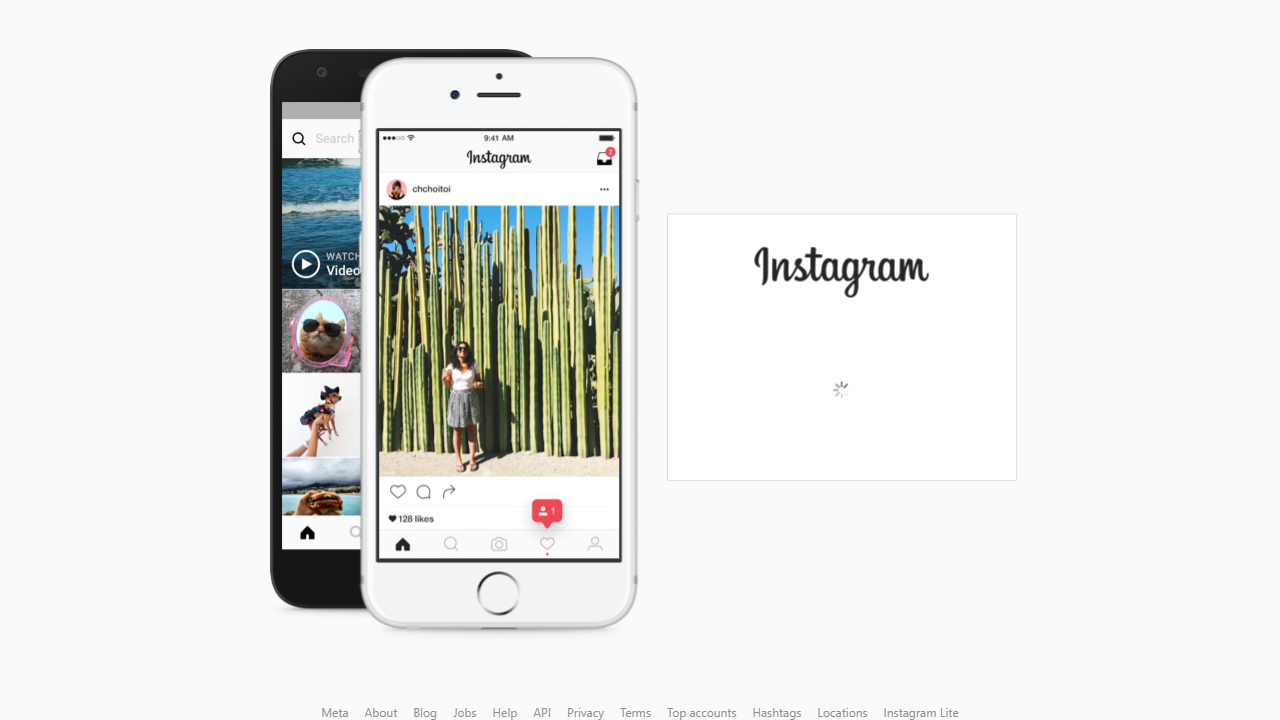 Search
WATCH
Video
9:41 AM
Instagram
2
chchoitoi
128 likes
1
Instagram
Meta About Blog Jobs Help API Privacy Terms Top accounts Hashtags Locations Instagram Lite